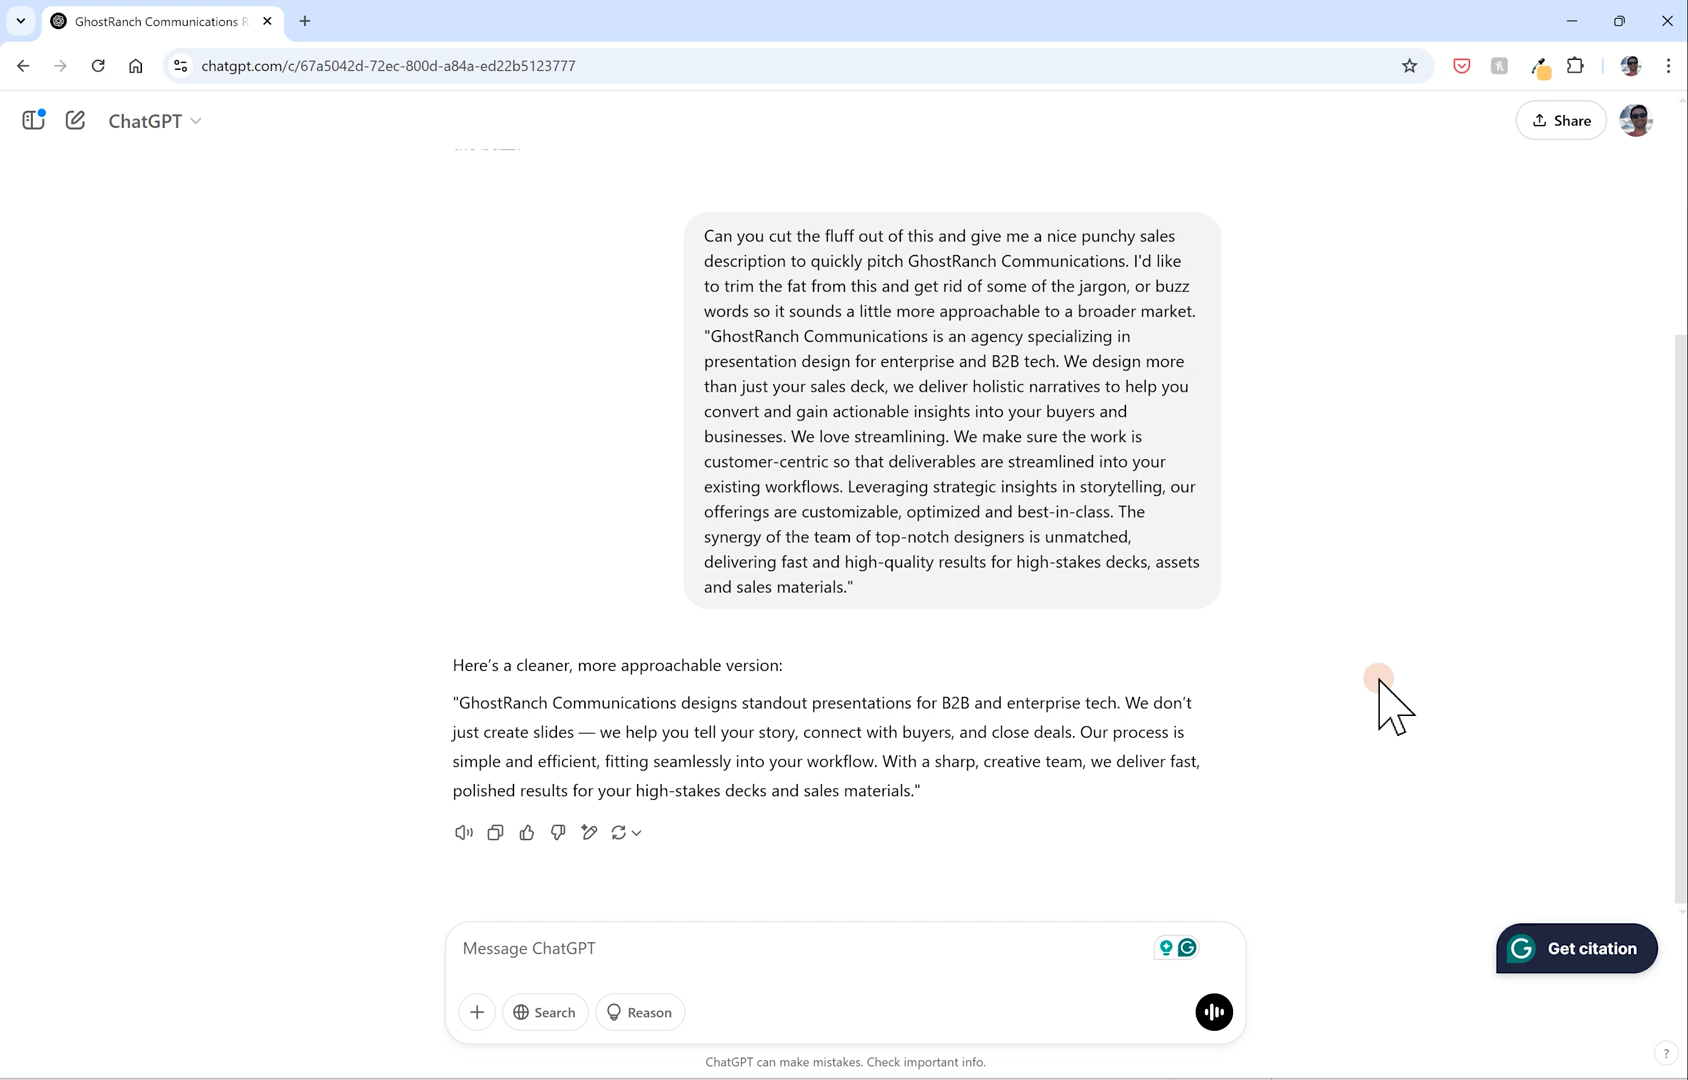 GhostRanch Communications R
chatgpt.com/c/67a5042d-72ec-800d-a84a-ed22b5123777
ChatGPT
Share
Can you cut the fluff out of this and give me a nice punchy sales
description to quickly pitch GhostRanch Communications. I'd like
to trim the fat from this and get rid of some of the jargon, or buzz
words so it sounds a little more approachable to a broader market.
"GhostRanch Communications is an agency specializing in
presentation design for enterprise and B2B tech. We design more
than just your sales deck, we deliver holistic narratives to help you
convert and gain actionable insights into your buyers and
businesses. We love streamlining. We make sure the work is
customer-centric so that deliverables are streamlined into your
existing workflows. Leveraging strategic insights in storytelling, our
offerings are customizable, optimized and best-in-class. The
synergy of the team of top-notch designers is unmatched,
delivering fast and high-quality results for high-stakes decks, assets
and sales materials."
Here’s a cleaner, more approachable version:
"GhostRanch Communications designs standout presentations for B2B and enterprise tech. We don’t
just create slides — we help you tell your story, connect with buyers, and close deals. Our process is
simple and efficient, fitting seamlessly into your workflow. With a sharp, creative team, we deliver fast,
polished results for your high-stakes decks and sales materials."
Message ChatGPT
Get citation
Search
Reason
ChatGPT can make mistakes. Check important info.
?